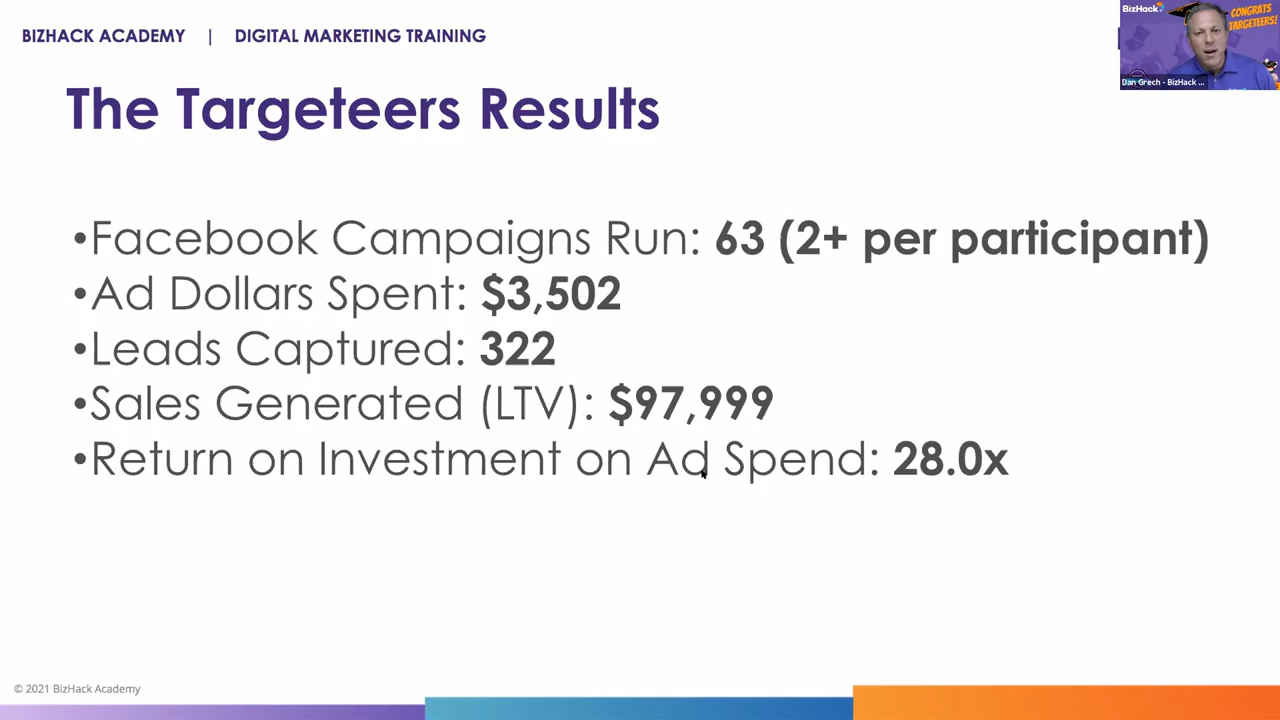 BIZHACK ACADEMY | DIGITAL MARKETING TRAINING
BizHack
CONGRATS
TARGETEERS!
Dan Grech - BizHack ...
The Targeteers Results
•Facebook Campaigns Run: 63 (2+ per participant)
•Ad Dollars Spent: $3,502
•Leads Captured: 322
•Sales Generated (LTV): $97,999
•Return on Investment on Ad Spend: 28.0x
© 2021 BizHack Academy